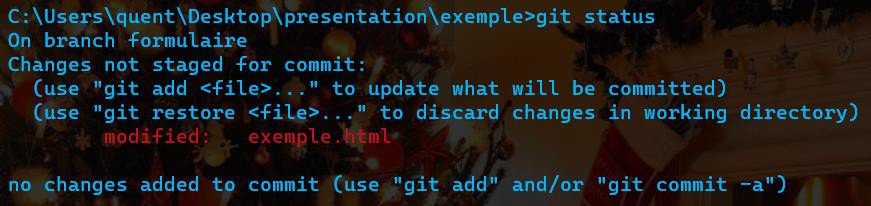 C:\Users\quent\Desktop\presentation\exemple>git status
On branch formulaire
Changes not staged for commit:
  (use "git add <file>..." to update what will be committed)
  (use "git restore <file>..." to discard changes in working directory)
        modified:   exemple.html
no changes added to commit (use "git add" and/or "git commit -a")